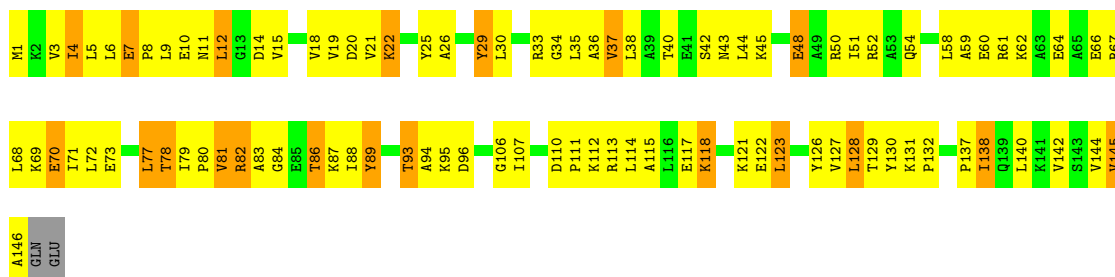 M1 K2 V3 I4 L5 L6 E7 P8 L9 E10 N11 L12 G13 D14 V15 V18 V19 D20 V21 K22 Y25 A26 Y29 L30 R33 G34 L35 A36 V37 L38 A39 T40 E41 S42 N43 L44 K45 E48 A49 R50 I51 R52 A53 Q54 L58 A59 E60 R61 K62 A63 E64 A65 E66 R67
L68 K69 E70 I71 L72 E73 L77 T78 I79 P80 V81 R82 A83 G84 E85 T86 K87 I88 Y89 T93 A94 K95 D96 G106 I107 D110 P111 K112 R113 L114 A115 L116 E117 K118 K121 E122 L123 Y126 V127 L128 T129 Y130 K131 P132 P137 I138 Q139 L140 K141 V142 S143 V144 V145
A146 GLN GLU